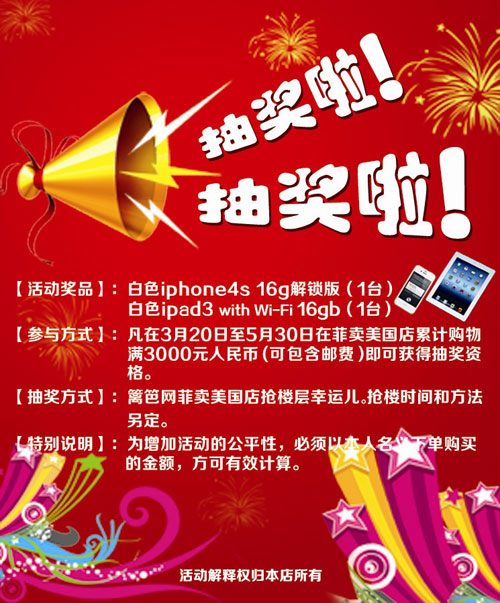 抽奖啦!
抽奖啦!
【活动奖品】：白色iphone4s 16g解锁版（1台）
白色ipad3 with Wi-Fi 16gb（1台）
【参与方式】：凡在3月20日至5月30日在菲卖美国店累计购物
满3000元人民币(可包含邮费)即可获得抽奖资
格。
【抽奖方式】：篱笆网菲卖美国店抢楼层幸运儿。抢楼时间和方法
另定。
【特别说明】：为增加活动的公平性，必须以本人名 下单购买
的金额，方可有效计算。
活动解释权归本店所有